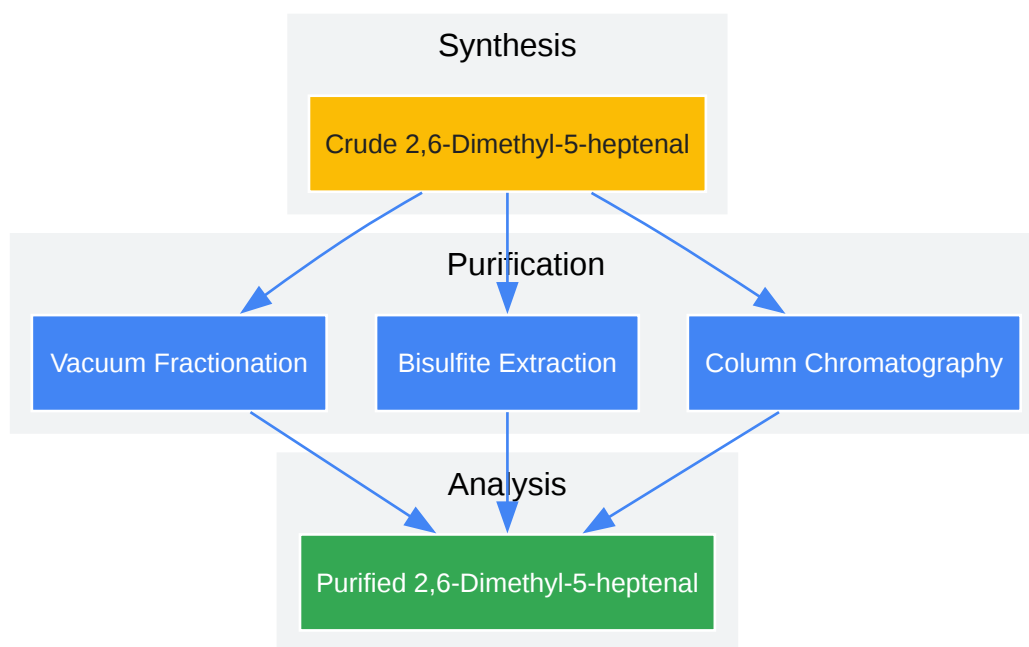 Synthesis
Crude 2,6-Dimethyl-5-heptenal
Purification
Vacuum Fractionation
Bisulfite Extraction
Column Chromatography
Analysis
Purified 2,6-Dimethyl-5-heptenal